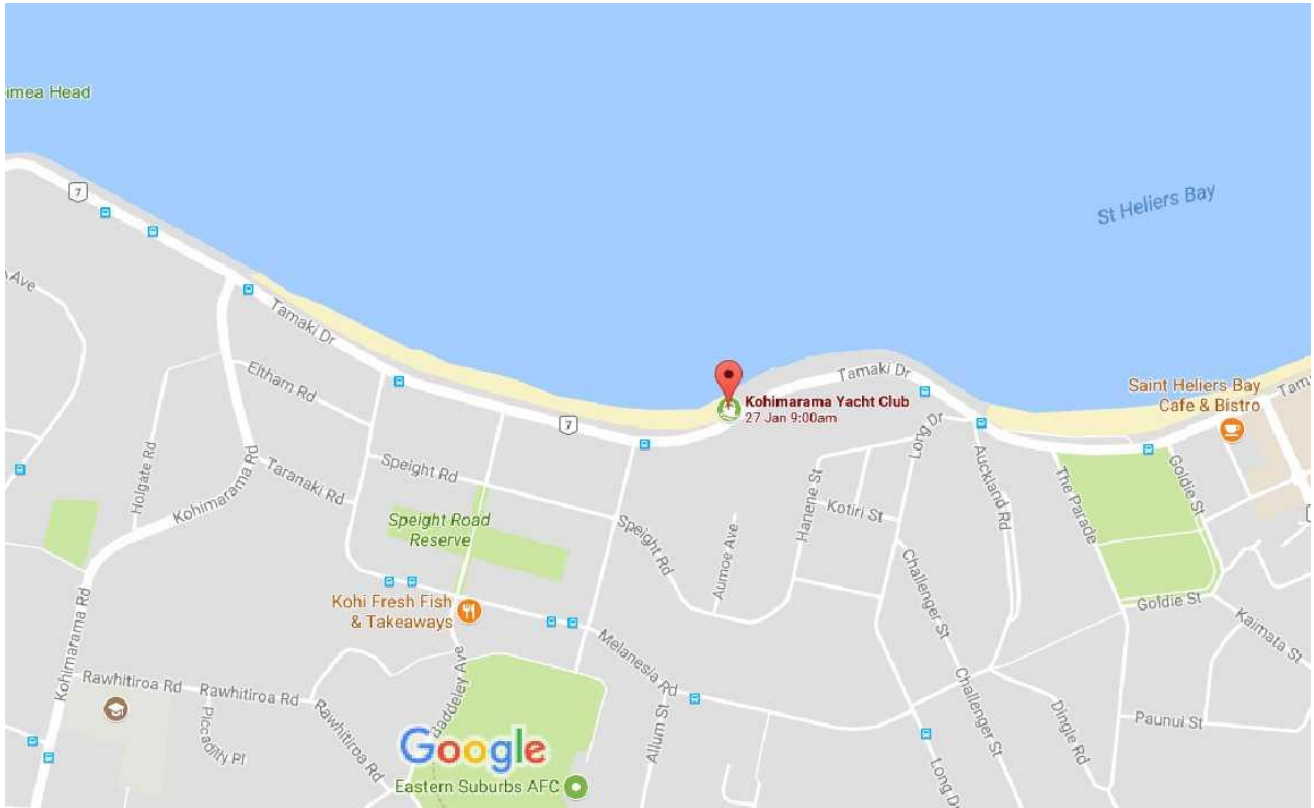 imea Head
7
St Heliers Bay
Ave
Tamaki Dr
Tamaki Dr
Saint Heliers Bay
Cafe & Bistro
Kohimarama Yacht Club
27 Jan 9:00am
Eltham Rd
7
Long Dr
Holgate Rd
Taranaki Rd
Kohimarama Rd
Speight Rd
Auckland Rd
The Parade
Goldie St
Hanene St
Kotiri St
Speight Road
Reserve
Speight Rd
Aumoe Ave
Challenger St
Kohi Fresh Fish
& Takeaways
Goldie St
Kaimata St
Melanesia Rd
Kohimarama Rd
Rawhitiroa Rd
Rawhitiroa Rd
Rawhitiroa Rd
Piccadilly Pl
Baddeley Ave
Allum St
Challenger St
Dingle Rd
Paunui St
Google
Eastern Suburbs AFC